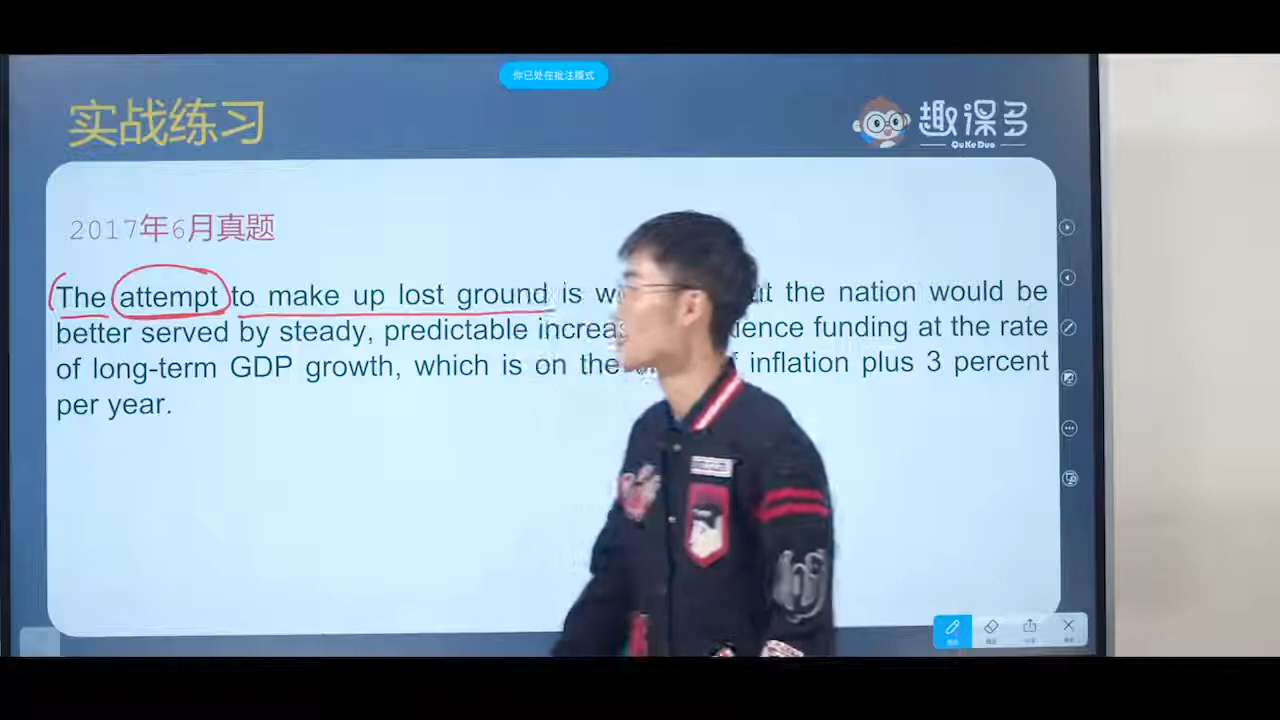 你已处在批注模式
实战练习
趣课多
QuKeDuo
2017年6月真题
The attempt to make up lost ground is w ut the nation would be
better served by steady, predictable increa ience funding at the rate
of long-term GDP growth, which is on the f inflation plus 3 percent
per year.